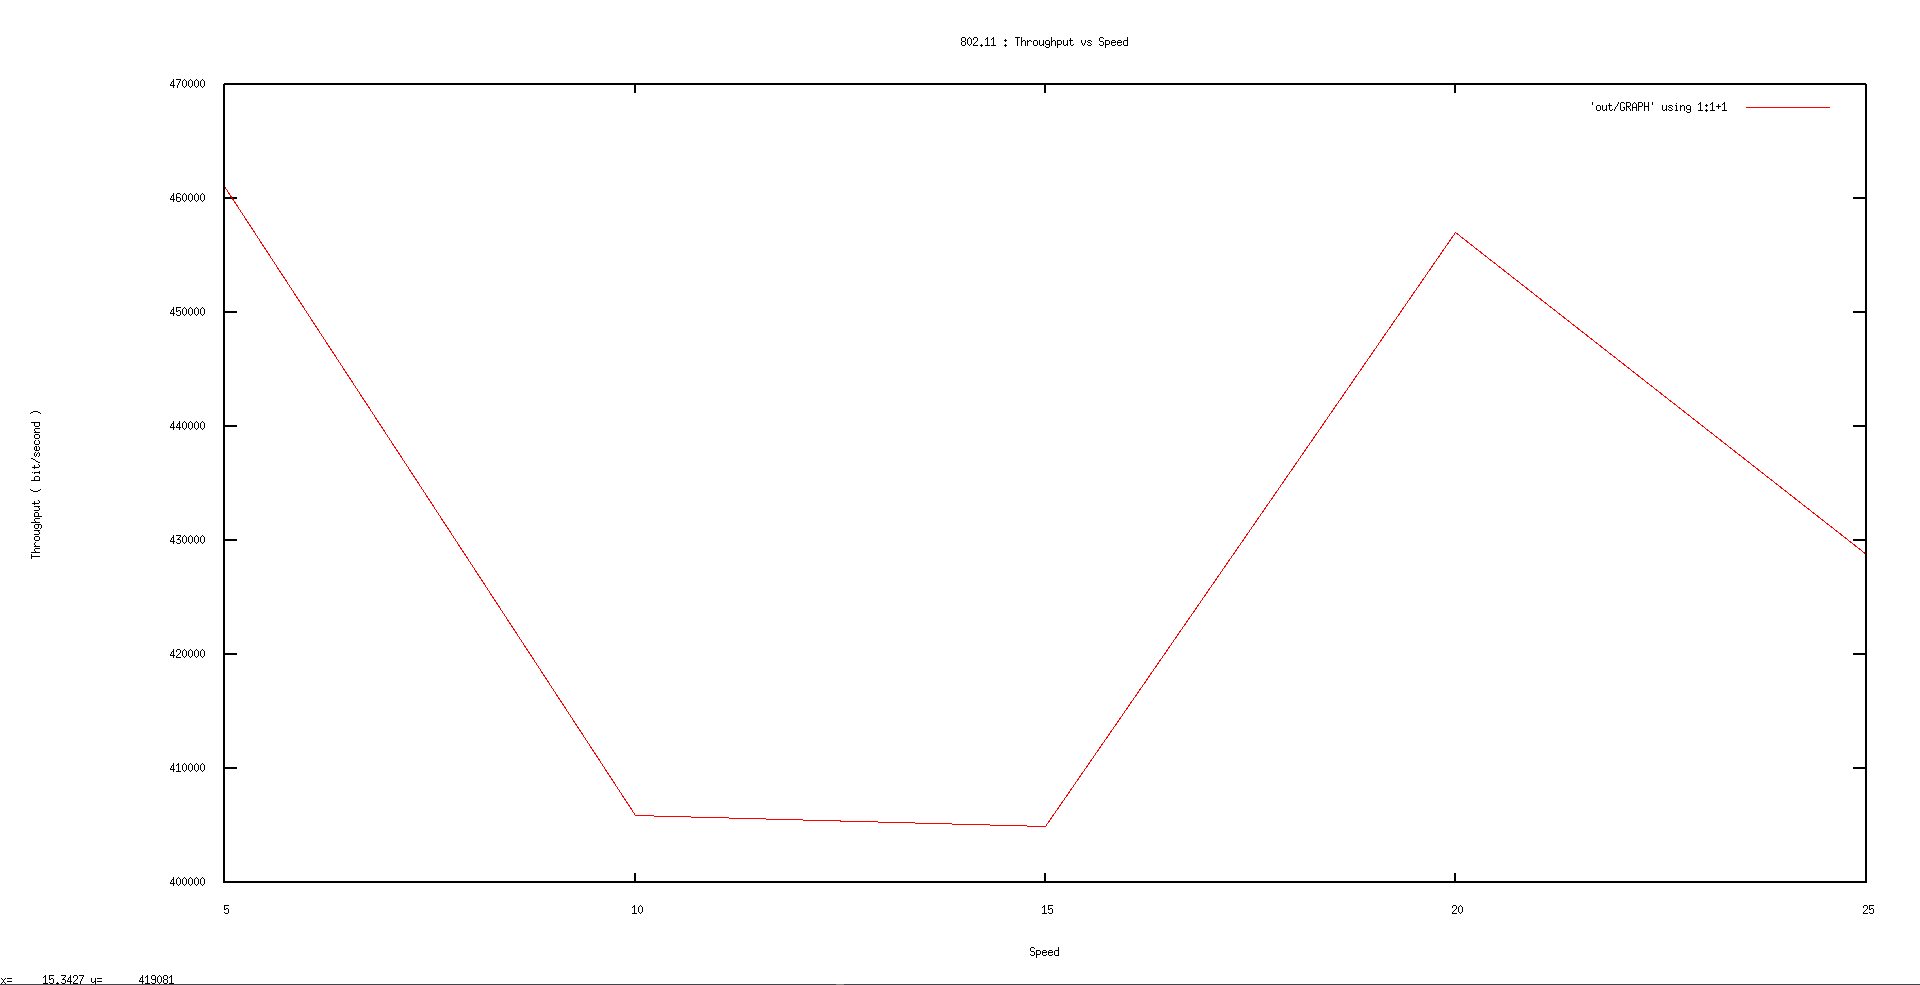 802.11 : Throughput vs Speed
'out/GRAPH' using 1:1+1
470000
460000
450000
440000
430000
420000
410000
400000
Throughput ( bit/second )
5 10 15 20 25
Speed
x= 15.3427 y= 419081